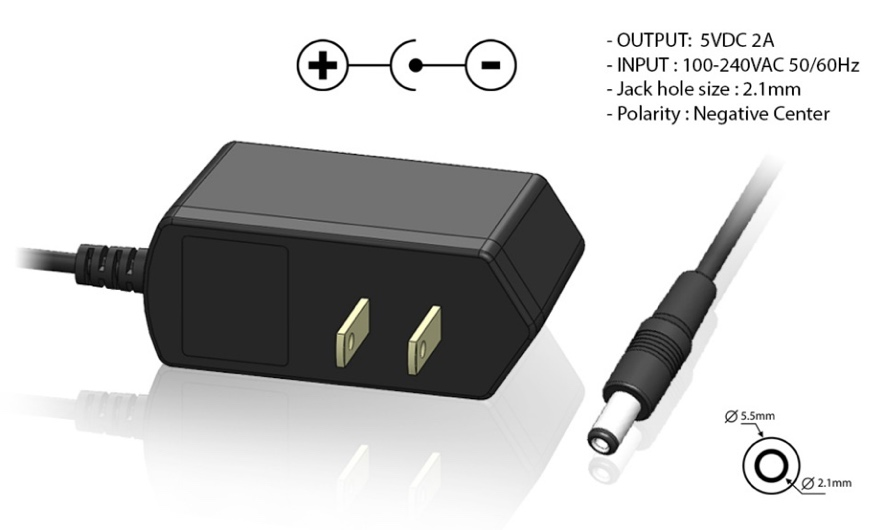 - OUTPUT: 5VDC 2A
- INPUT : 100-240VAC 50/60Hz
- Jack hole size : 2.1mm
- Polarity : Negative Center
Ø 5.5mm
Ø 2.1mm